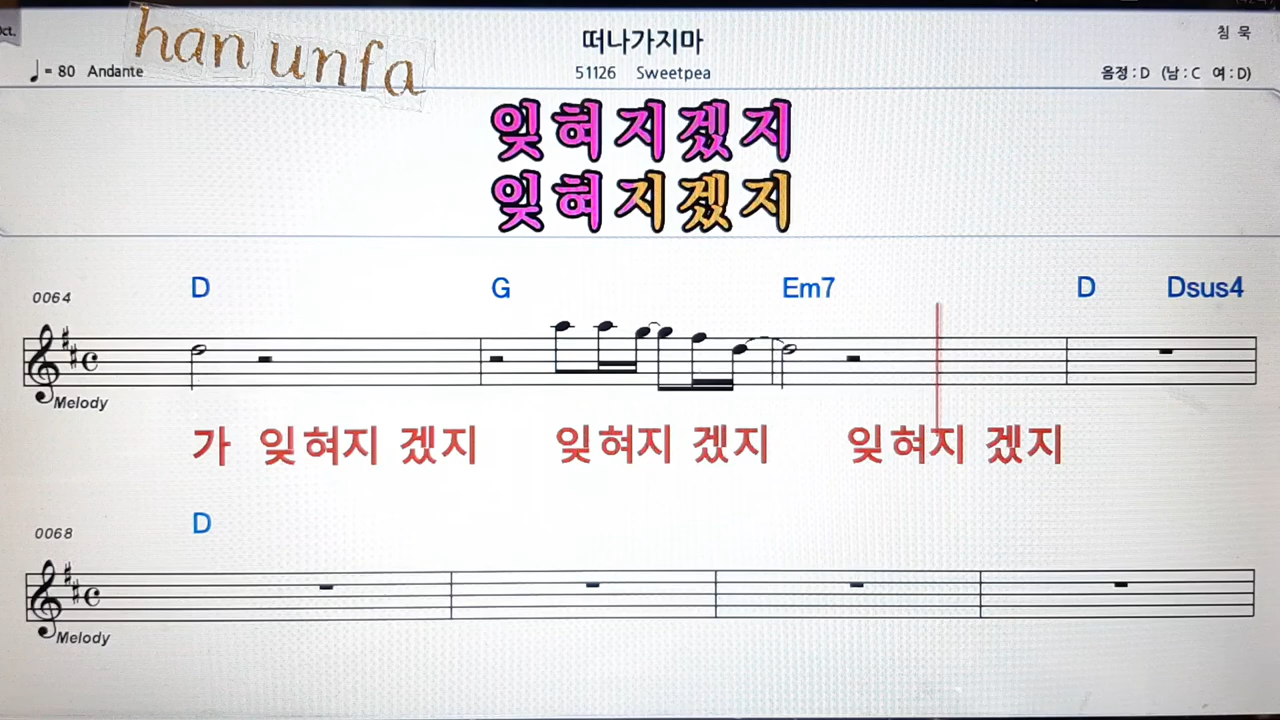 Oct.
han unfa
떠나가지마
침 묵
♩= 80 Andante
51126 Sweetpea
음정 : D (남 : C 여 : D)
잊혀지겠지
잊혀지겠지
D G Em7 D Dsus4
0064
Melody
가 잊혀지 겠지 잊혀지 겠지 잊혀지 겠지
D
0068
Melody